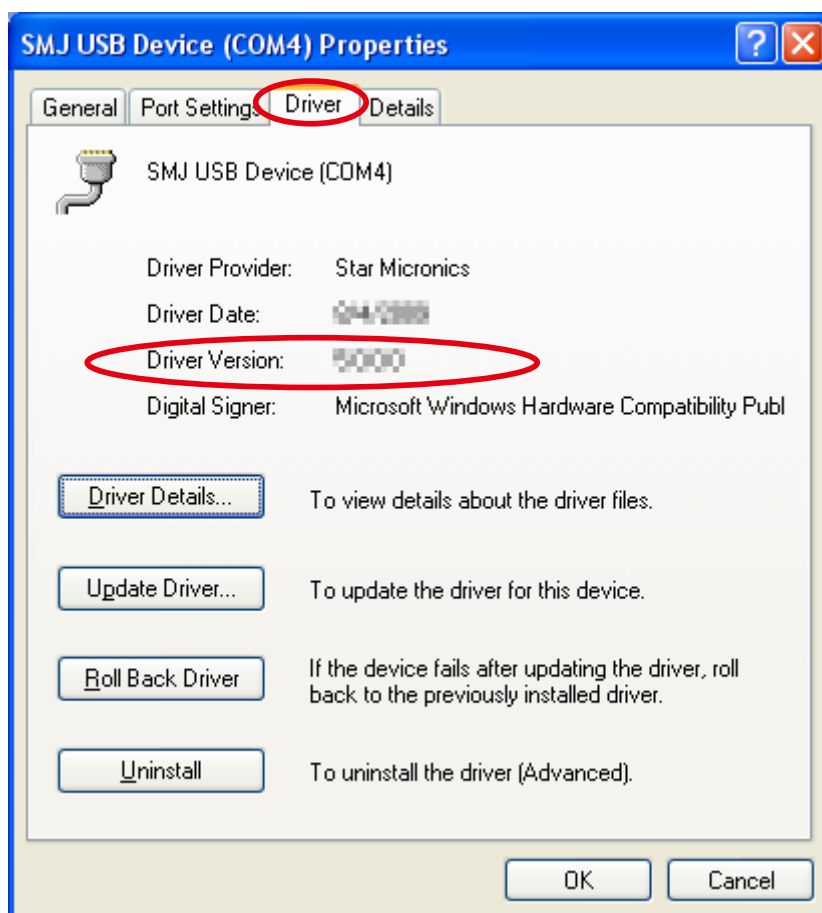 SMJ USB Device (COM4) Properties
General Port Settings Driver Details
SMJ USB Device (COM4)
Driver Provider: Star Micronics
Driver Date:
Driver Version:
Digital Signer: Microsoft Windows Hardware Compatibility Publ
Driver Details... To view details about the driver files.
Update Driver... To update the driver for this device.
Roll Back Driver If the device fails after updating the driver, roll
back to the previously installed driver.
Uninstall To uninstall the driver (Advanced).
OK Cancel